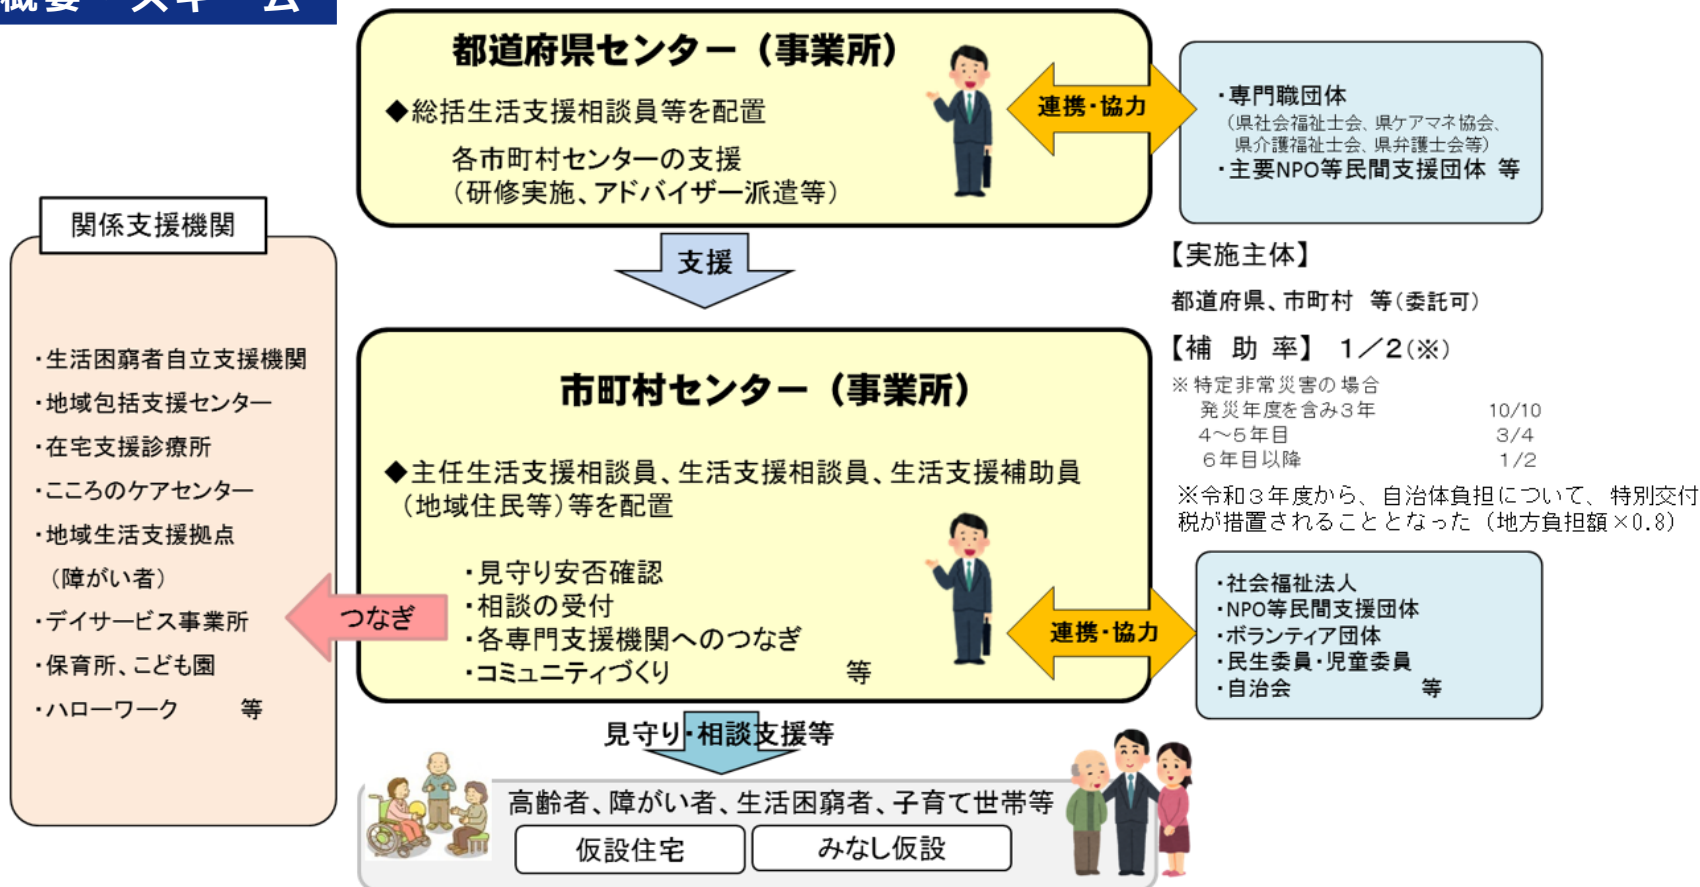 概要 スキーム
都道府県センター（事業所）
◆総括生活支援相談員等を配置
各市町村センターの支援
（研修実施、アドバイザー派遣等）
連携・協力
・専門職団体
（県社会福祉士会、県ケアマネ協会、
県介護福祉士会、県弁護士会等）
・主要NPO等民間支援団体 等
支援
【実施主体】
都道府県、市町村 等（委託可）
【補 助 率】 1／2（※）
※特定非常災害の場合
発災年度を含み3年 10/10
4～5年目 3/4
6年目以降 1/2
※令和3年度から、自治体負担について、特別交付
税が措置されることとなった（地方負担額×0.8）
関係支援機関
・生活困窮者自立支援機関
・地域包括支援センター
・在宅支援診療所
・こころのケアセンター
・地域生活支援拠点
（障がい者）
・デイサービス事業所
・保育所、こども園
・ハローワーク 等
市町村センター（事業所）
◆主任生活支援相談員、生活支援相談員、生活支援補助員
（地域住民等）等を配置
・見守り安否確認
・相談の受付
・各専門支援機関へのつなぎ
・コミュニティづくり 等
つなぎ
連携・協力
・社会福祉法人
・NPO等民間支援団体
・ボランティア団体
・民生委員・児童委員
・自治会 等
見守り・相談支援等
高齢者、障がい者、生活困窮者、子育て世帯等
仮設住宅
みなし仮設